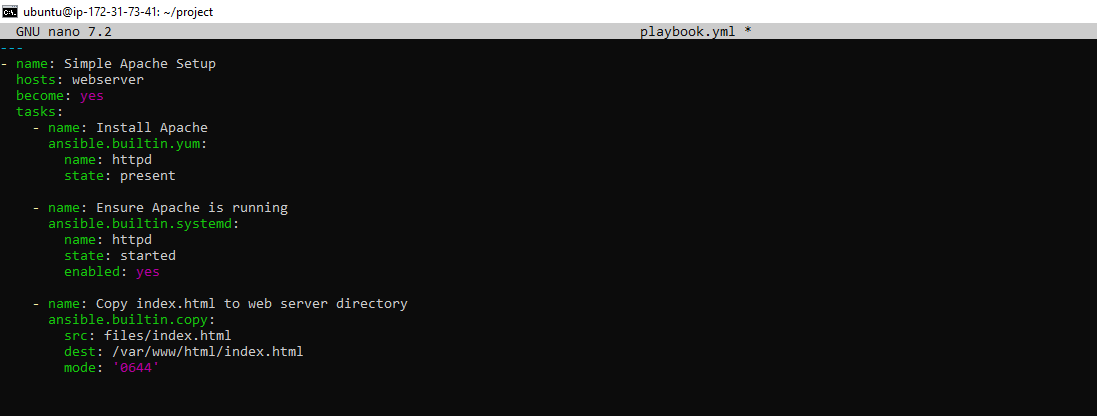 ubuntu@ip-172-31-73-41: ~/project
GNU nano 7.2 playbook.yml *
---
- name: Simple Apache Setup
  hosts: webserver
  become: yes
  tasks:
    - name: Install Apache
      ansible.builtin.yum:
        name: httpd
        state: present

    - name: Ensure Apache is running
      ansible.builtin.systemd:
        name: httpd
        state: started
        enabled: yes

    - name: Copy index.html to web server directory
      ansible.builtin.copy:
        src: files/index.html
        dest: /var/www/html/index.html
        mode: '0644'